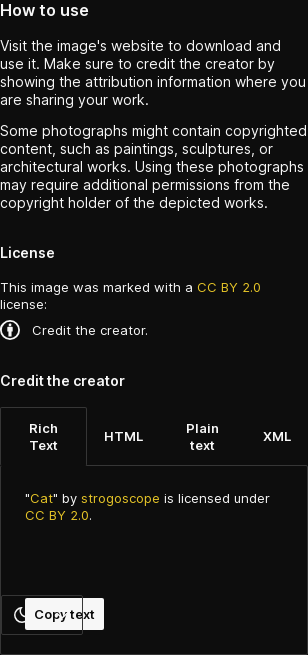 How to use
Visit the image's website to download and
use it. Make sure to credit the creator by
showing the attribution information where you
are sharing your work.
Some photographs might contain copyrighted
content, such as paintings, sculptures, or
architectural works. Using these photographs
may require additional permissions from the
copyright holder of the depicted works.
License
This image was marked with a CC BY 2.0
license:
Credit the creator.
Credit the creator
Rich
Text
HTML
Plain
text
XML
"Cat" by strogoscope is licensed under
CC BY 2.0.
Copy text